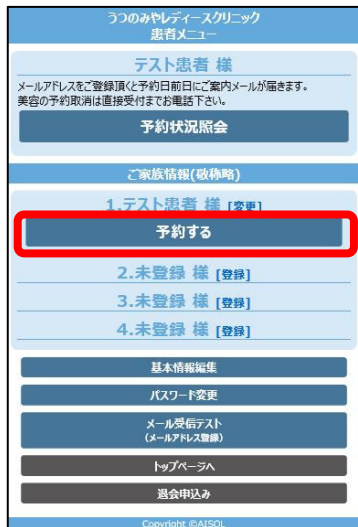 うつのみやレディースクリニック
患者メニュー
テスト患者 様
メールアドレスをご登録頂くと予約日前日にご案内メールが届きます。
美容の予約取消は直接受付までお電話下さい。
予約状況照会
ご家族情報(敬称略)
1.テスト患者 様 [変更]
予約する
2.未登録 様 [登録]
3.未登録 様 [登録]
4.未登録 様 [登録]
基本情報編集
パスワード変更
メール受信テスト
(メールアドレス登録)
トップページへ
退会申込み
Copyright ©AISOL